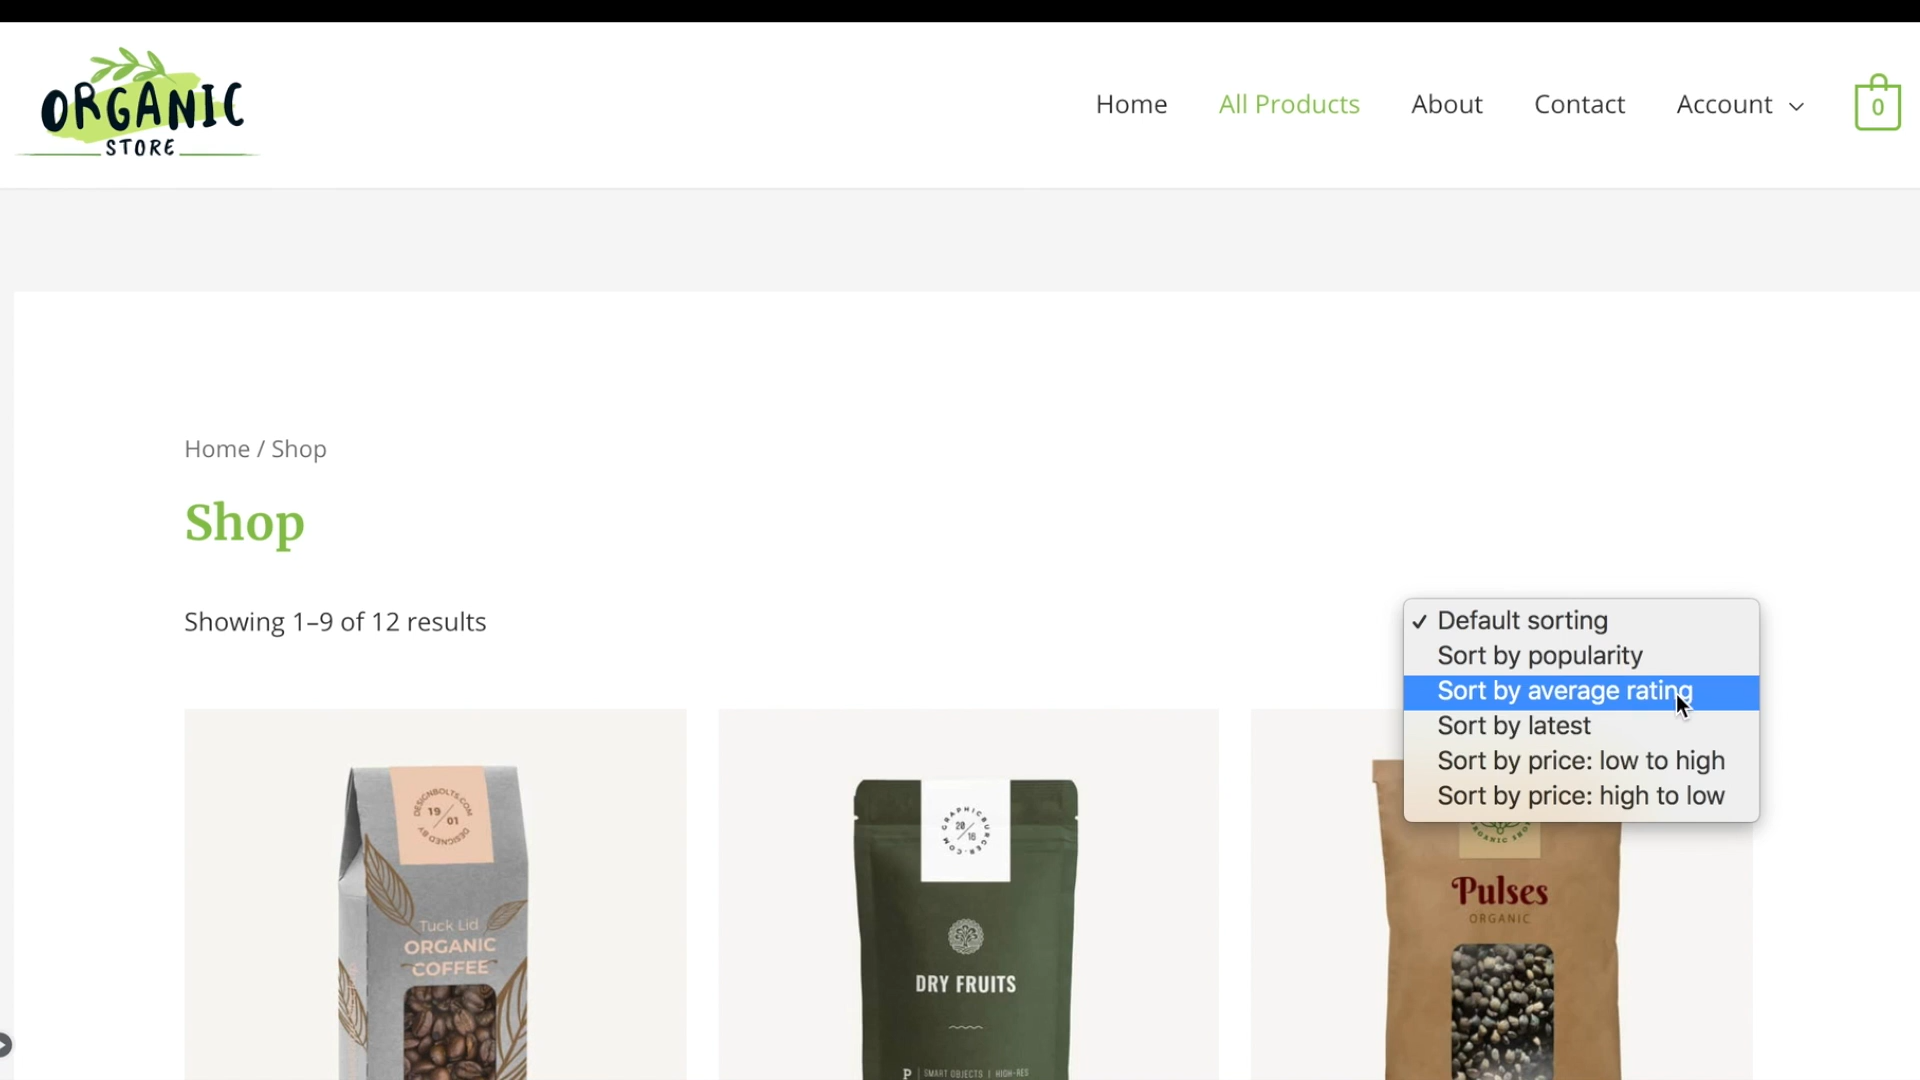 ORGANIC
STORE
Home
All Products
About
Contact
Account
0
Home / Shop
Shop
Showing 1–9 of 12 results
✓ Default sorting
Sort by popularity
Sort by average rating
Sort by latest
Sort by price: low to high
Sort by price: high to low
DESIGNBOLTS.COM
19
01
DESIGNED BY
Tuck Lid
ORGANIC
COFFEE
GRAPHICBURGER.COM
20
16
DRY FRUITS
P | SMART OBJECTS | HIGH-RES
Pulses
ORGANIC